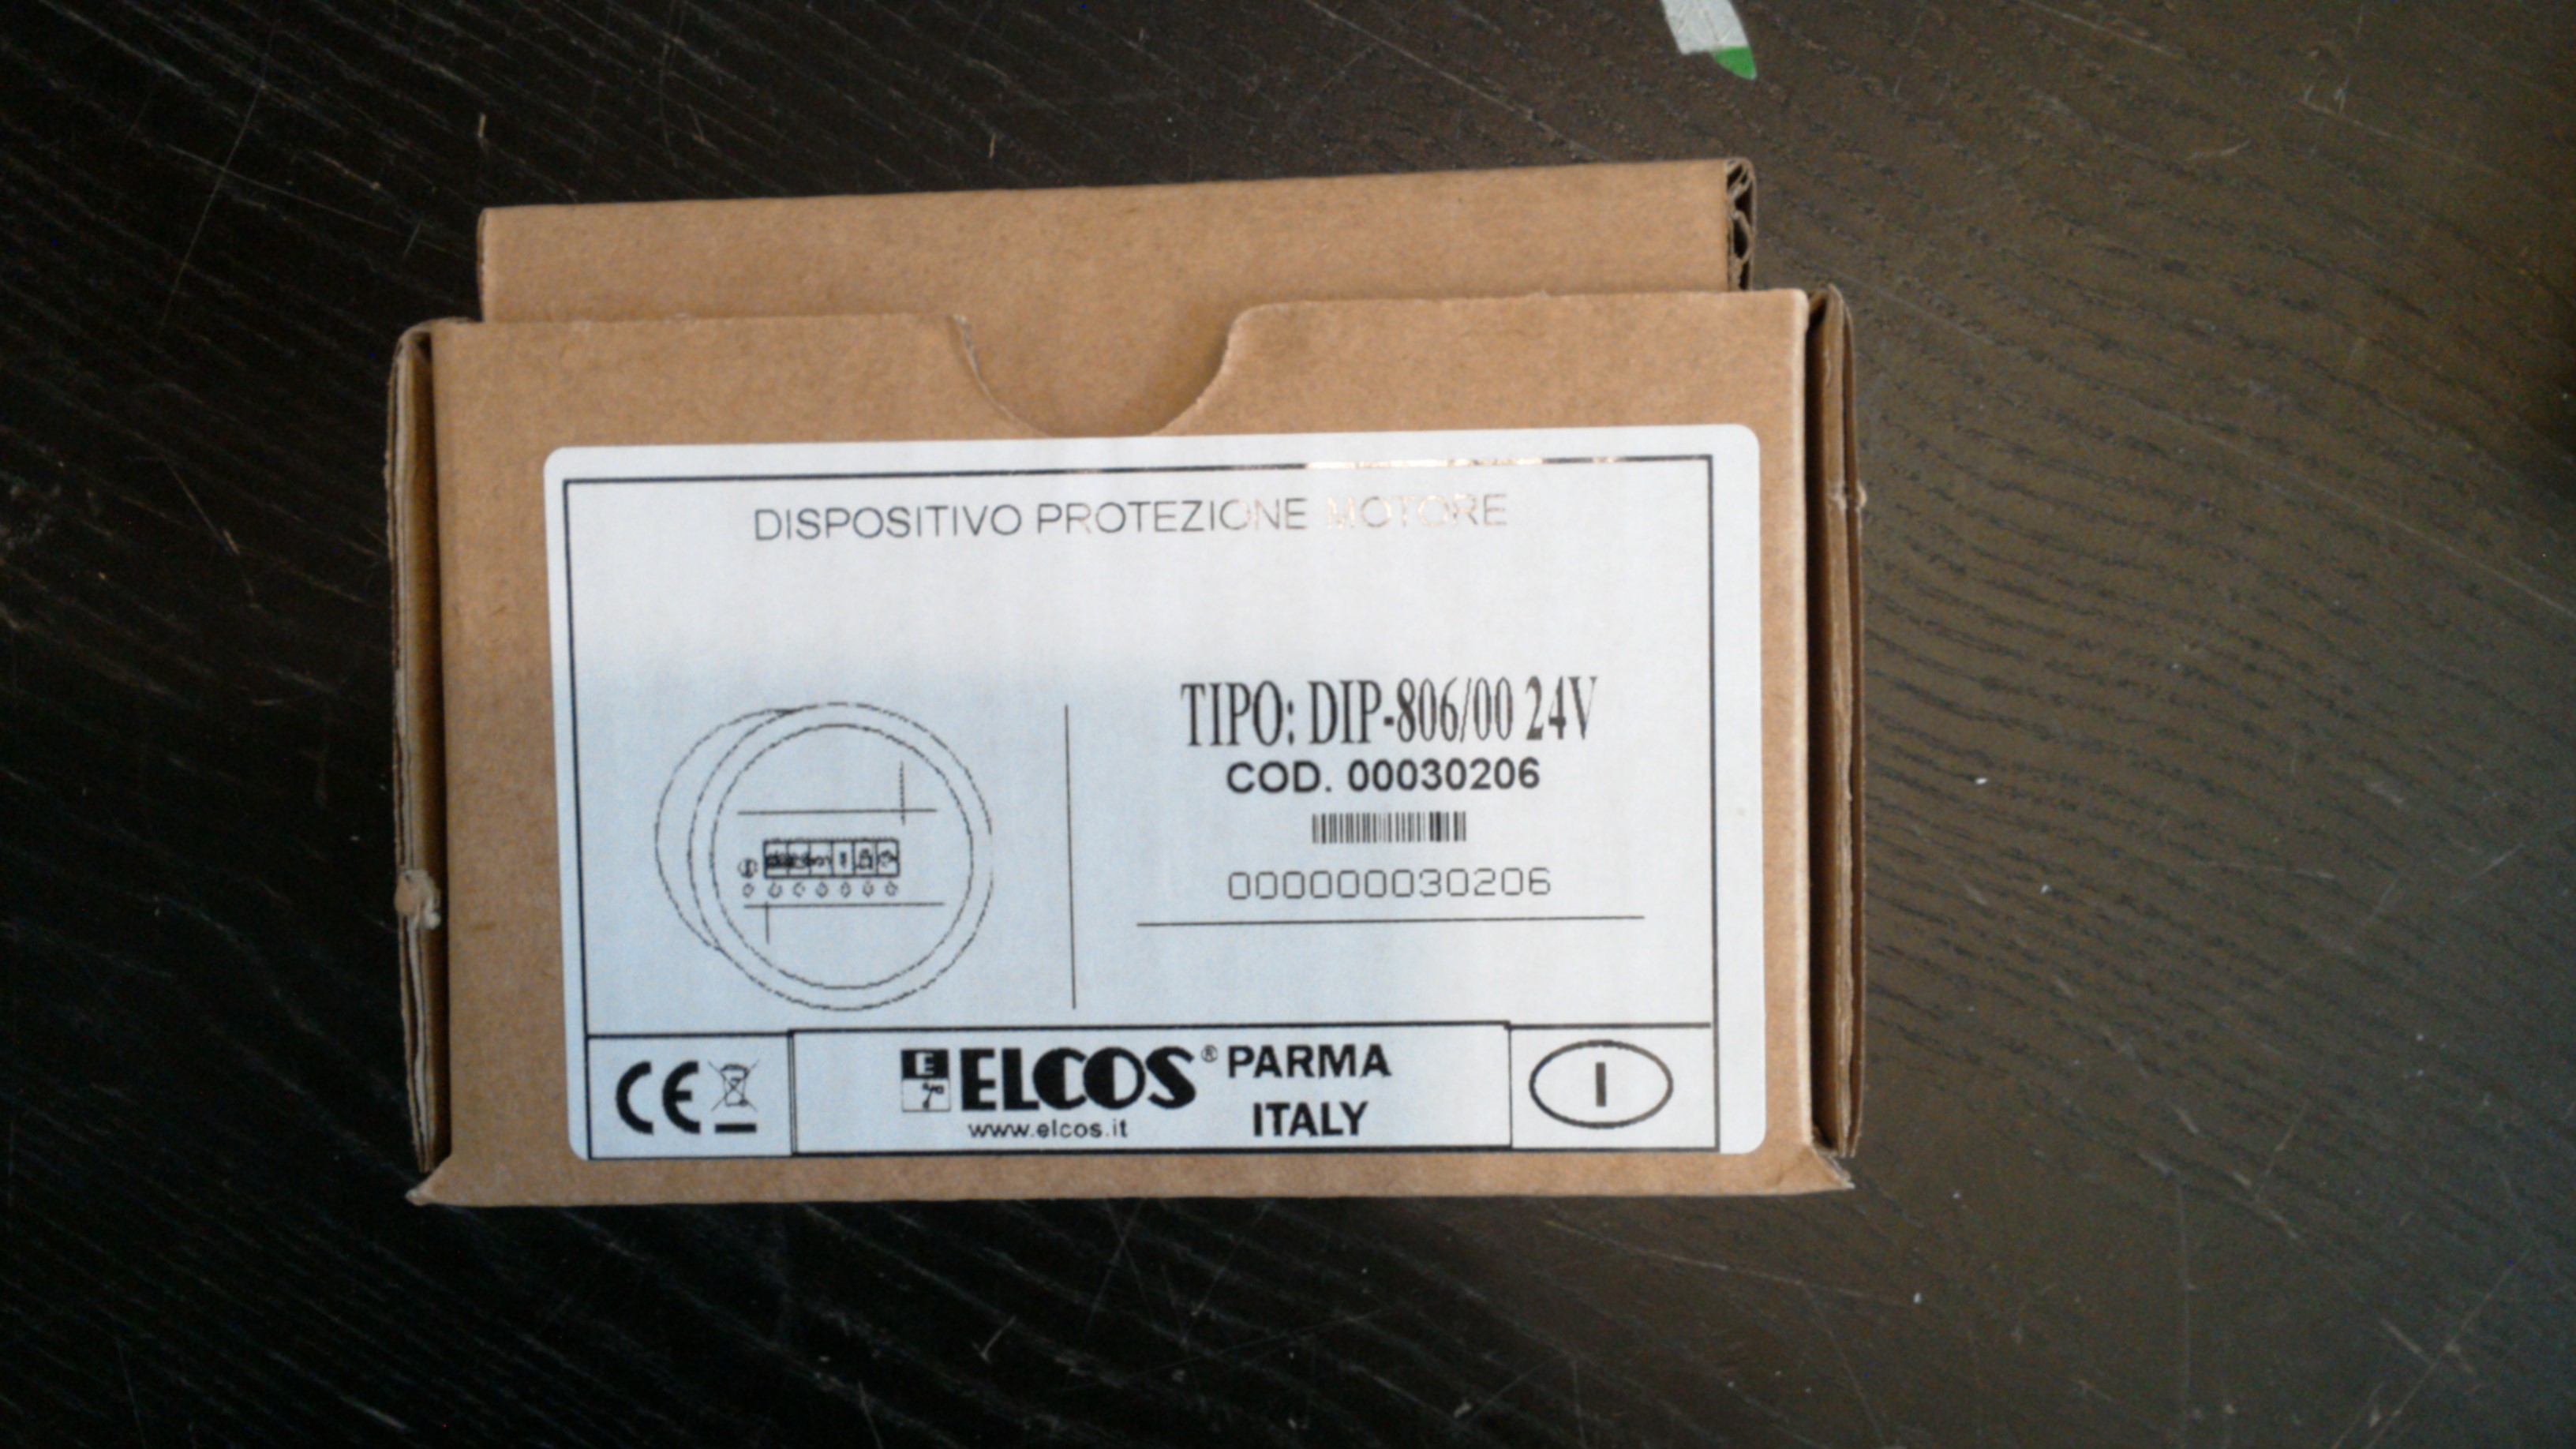 DISPOSITIVO PROTEZIONE MOTORE
TIPO: DIP-806/00 24V
COD. 00030206
000000030206
CE
E ELCOS® PARMA
ITALY
www.elcos.it
I